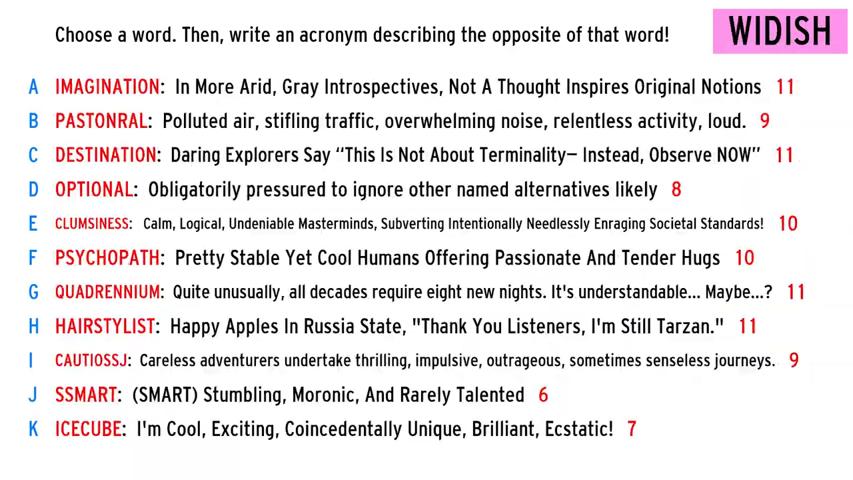 Choose a word. Then, write an acronym describing the opposite of that word!
WIDISH
A IMAGINATION: In More Arid, Gray Introspectives, Not A Thought Inspires Original Notions 11
B PASTONRAL: Polluted air, stifling traffic, overwhelming noise, relentless activity, loud. 9
C DESTINATION: Daring Explorers Say “This Is Not About Terminality— Instead, Observe NOW” 11
D OPTIONAL: Obligatorily pressured to ignore other named alternatives likely 8
E CLUMSINESS: Calm, Logical, Undeniable Masterminds, Subverting Intentionally Needlessly Enraging Societal Standards! 10
F PSYCHOPATH: Pretty Stable Yet Cool Humans Offering Passionate And Tender Hugs 10
G QUADRENNIUM: Quite unusually, all decades require eight new nights. It's understandable... Maybe...? 11
H HAIRSTYLIST: Happy Apples In Russia State, "Thank You Listeners, I'm Still Tarzan." 11
I CAUTIOSSJ: Careless adventurers undertake thrilling, impulsive, outrageous, sometimes senseless journeys. 9
J SSMART: (SMART) Stumbling, Moronic, And Rarely Talented 6
K ICECUBE: I'm Cool, Exciting, Coincedentally Unique, Brilliant, Ecstatic! 7